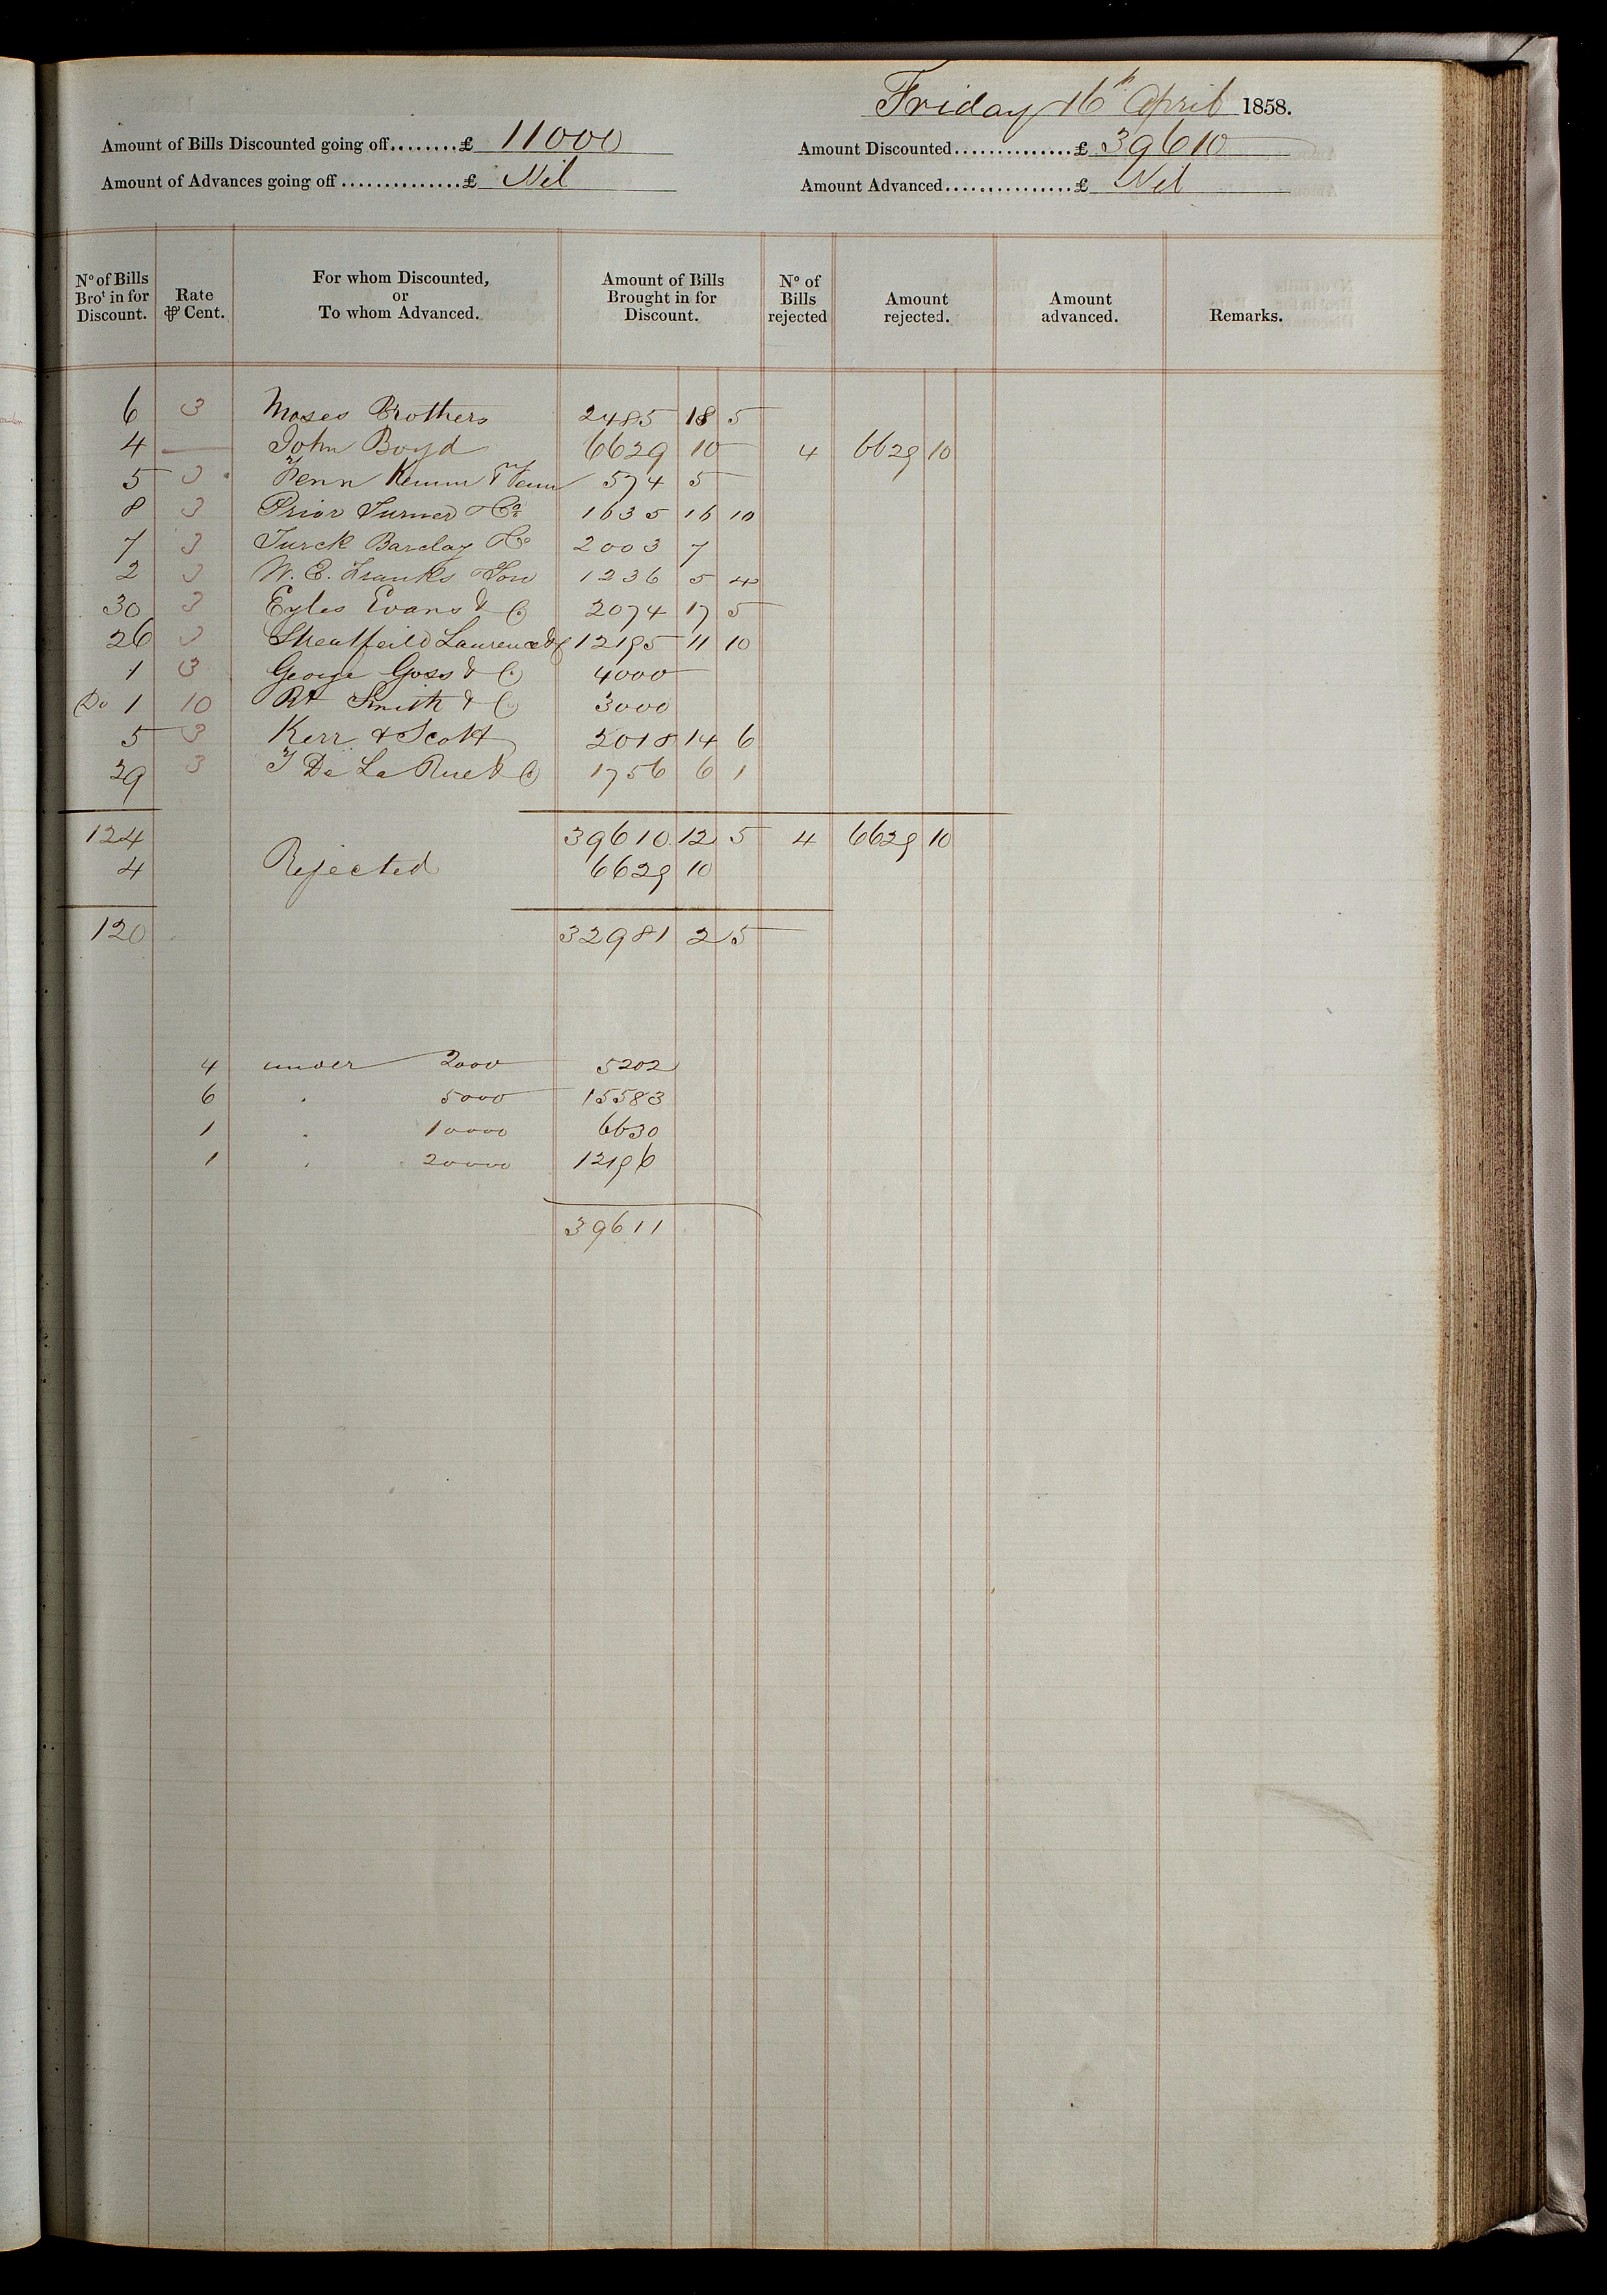 Friday 16th April 1858.
Amount of Bills Discounted going off........£ 11000
Amount Discounted...............£ 39610
Amount of Advances going off..............£ Nil
Amount Advanced................£ Nil
No of Bills Brot in for Discount. Rate ⅌ Cent. For whom Discounted, or To whom Advanced. Amount of Bills Brought in for Discount. No of Bills rejected Amount rejected. Amount advanced. Remarks.
6 3 Moses Brothers 2485 18 5
4 — John Boyd 6629 10 4 6629 10
5 3 Fenn Kemm & Fenn 574 5
8 3 Prior Turner & Co 1635 16 10
7 3 Turck Barclay & Co 2003 7
2 3 W. E. Franks & Son 1236 5 4
30 3 Eyles Evans & Co 2074 17 5
26 3 Streatfeild Laurence & Co 12195 11 10
1 3 George Goss & Co 4000
Do 1 10 Rt Smith & Co 3000
5 3 Kerr & Scott 2018 14 6
29 3 T De La Rue & Co 1756 6 1
124 39610 12 5 4 6629 10
4 Rejected 6629 10
120 32981 2 5
4 under 2000 5202
6 " 5000 15583
1 " 10000 6630
1 " 20000 12196
39611